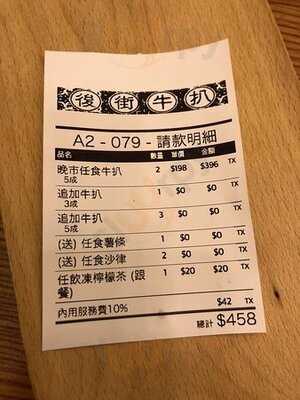 後街牛扒
A2 - 079 - 請款明細
品名 數量 單價 金額
晚市任食牛扒 2 $198 $396 TX
5成
追加牛扒 1 $0 $0 TX
3成
追加牛扒 3 $0 $0 TX
5成
(送) 任食薯條 1 $0 $0 TX
(送) 任食沙律 2 $0 $0 TX
任飲凍檸檬茶 (跟 1 $20 $20 TX
餐)
內用服務費10% $42 TX
總計 $458